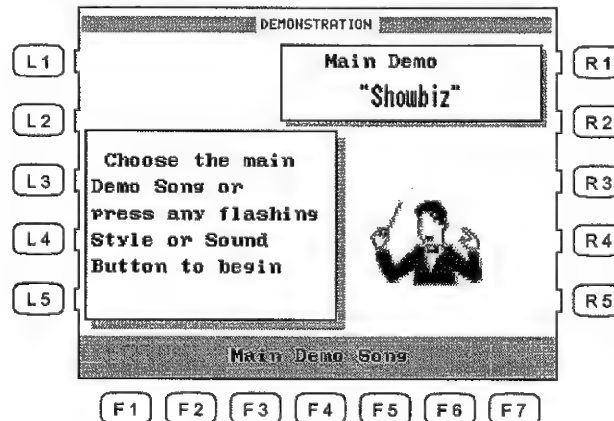 DEMONSTRATION
L1
R1
Main Demo
"Showbiz"
L2
R2
Choose the main
Demo Song or
press any flashing
Style or Sound
Button to begin
L3
R3
L4
R4
L5
R5
Main Demo Song
F1 F2 F3 F4 F5 F6 F7